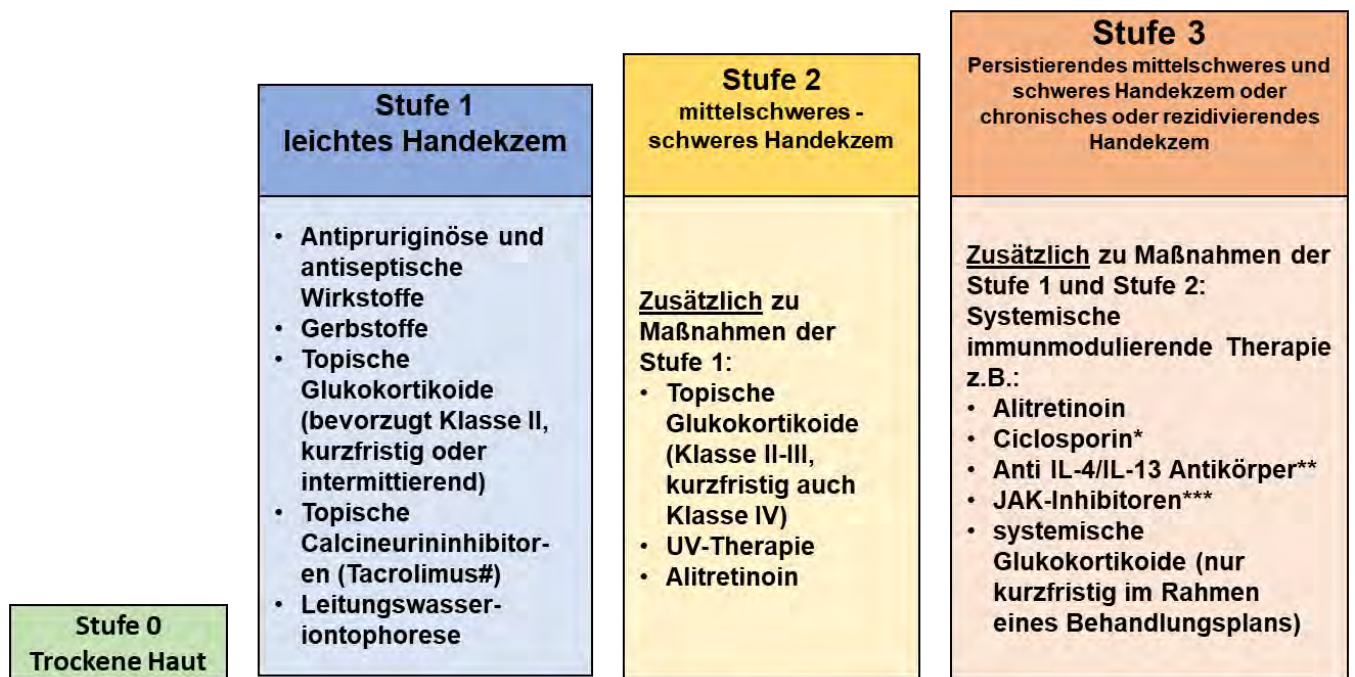 Stufe 0
Trockene Haut
Stufe 1
leichtes Handekzem
• Antipruriginöse und
antiseptische
Wirkstoffe
• Gerbstoffe
• Topische
Glukokortikoide
(bevorzugt Klasse II,
kurzfristig oder
intermittierend)
• Topische
Calcineurininhibitor-
en (Tacrolimus#)
• Leitungswasser-
iontophorese
Stufe 2
mittelschweres -
schweres Handekzem
Zusätzlich zu
Maßnahmen der
Stufe 1:
• Topische
Glukokortikoide
(Klasse II-III,
kurzfristig auch
Klasse IV)
• UV-Therapie
• Alitretinoin
Stufe 3
Persistierendes mittelschweres und
schweres Handekzem oder
chronisches oder rezidivierendes
Handekzem
Zusätzlich zu Maßnahmen der
Stufe 1 und Stufe 2:
Systemische
immunmodulierende Therapie
z.B.:
• Alitretinoin
• Ciclosporin*
• Anti IL-4/IL-13 Antikörper**
• JAK-Inhibitoren***
• systemische
Glukokortikoide (nur
kurzfristig im Rahmen
eines Behandlungsplans)